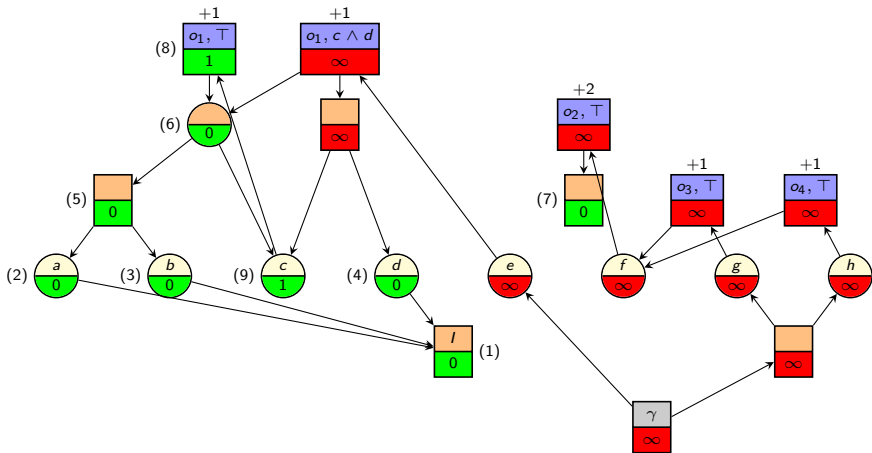 +1
+1
(8)
o₁, ⊤
1
o₁, c ∧ d
∞
(6)
0
∞
+2
o₂, ⊤
∞
(5)
0
(7)
0
+1
o₃, ⊤
∞
+1
o₄, ⊤
∞
(2)
a
0
(3)
b
0
(9)
c
1
(4)
d
0
e
∞
f
∞
g
∞
h
∞
I
0
(1)
∞
γ
∞